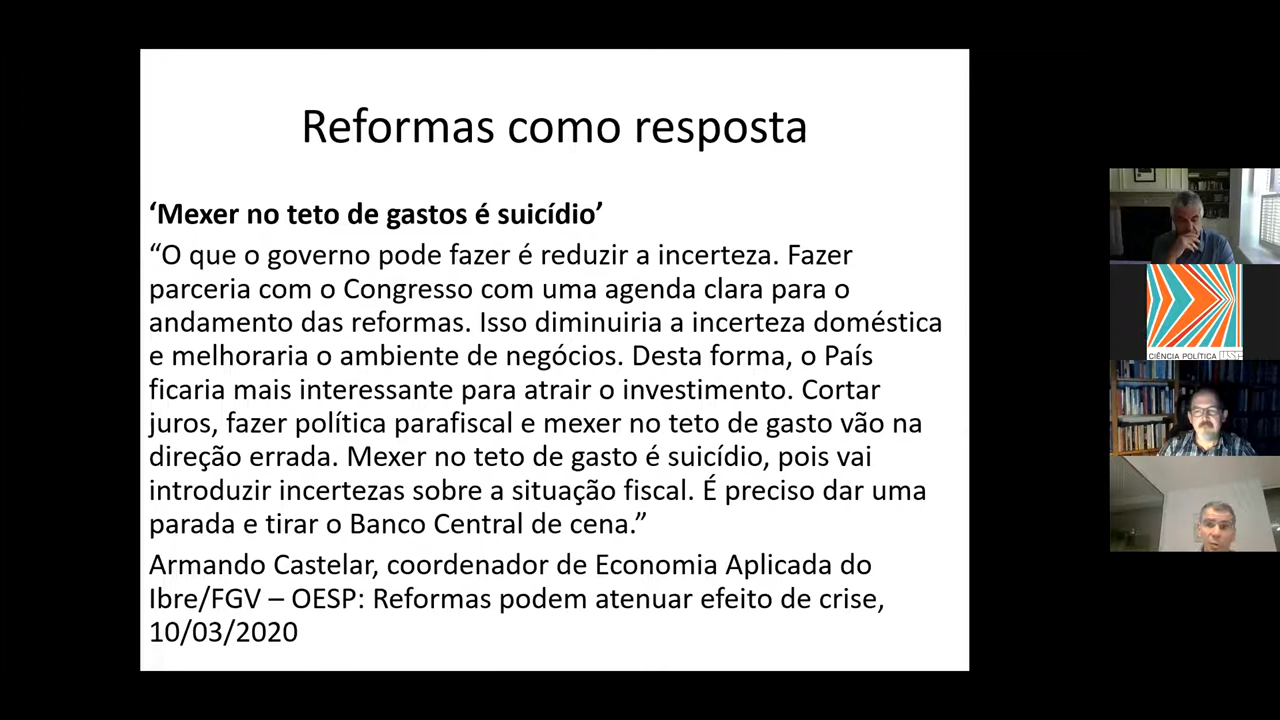 Reformas como resposta
‘Mexer no teto de gastos é suicídio’
“O que o governo pode fazer é reduzir a incerteza. Fazer
parceria com o Congresso com uma agenda clara para o
andamento das reformas. Isso diminuiria a incerteza doméstica
e melhoraria o ambiente de negócios. Desta forma, o País
ficaria mais interessante para atrair o investimento. Cortar
juros, fazer política parafiscal e mexer no teto de gasto vão na
direção errada. Mexer no teto de gasto é suicídio, pois vai
introduzir incertezas sobre a situação fiscal. É preciso dar uma
parada e tirar o Banco Central de cena.”
Armando Castelar, coordenador de Economia Aplicada do
Ibre/FGV – OESP: Reformas podem atenuar efeito de crise,
10/03/2020
CIÊNCIA POLÍTICA USP